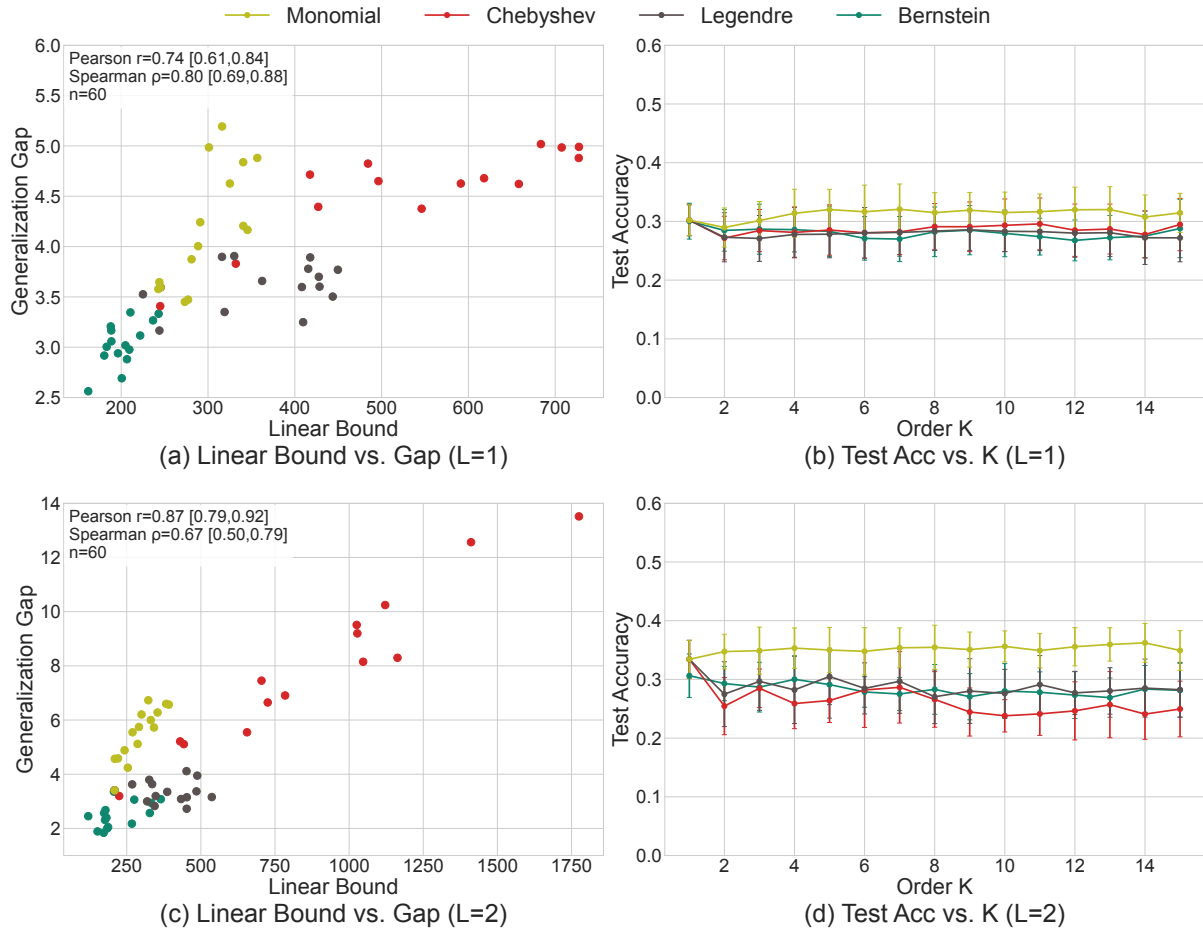 Monomial Chebyshev Legendre Bernstein
Pearson r=0.74 [0.61,0.84]
Spearman ρ=0.80 [0.69,0.88]
n=60
Generalization Gap
6.0
5.5
5.0
4.5
4.0
3.5
3.0
2.5
200 300 400 500 600 700
Linear Bound
(a) Linear Bound vs. Gap (L=1)
Test Accuracy
0.6
0.5
0.4
0.3
0.2
0.1
0.0
2 4 6 8 10 12 14
Order K
(b) Test Acc vs. K (L=1)
Pearson r=0.87 [0.79,0.92]
Spearman ρ=0.67 [0.50,0.79]
n=60
Generalization Gap
14
12
10
8
6
4
2
250 500 750 1000 1250 1500 1750
Linear Bound
(c) Linear Bound vs. Gap (L=2)
Test Accuracy
0.6
0.5
0.4
0.3
0.2
0.1
0.0
2 4 6 8 10 12 14
Order K
(d) Test Acc vs. K (L=2)